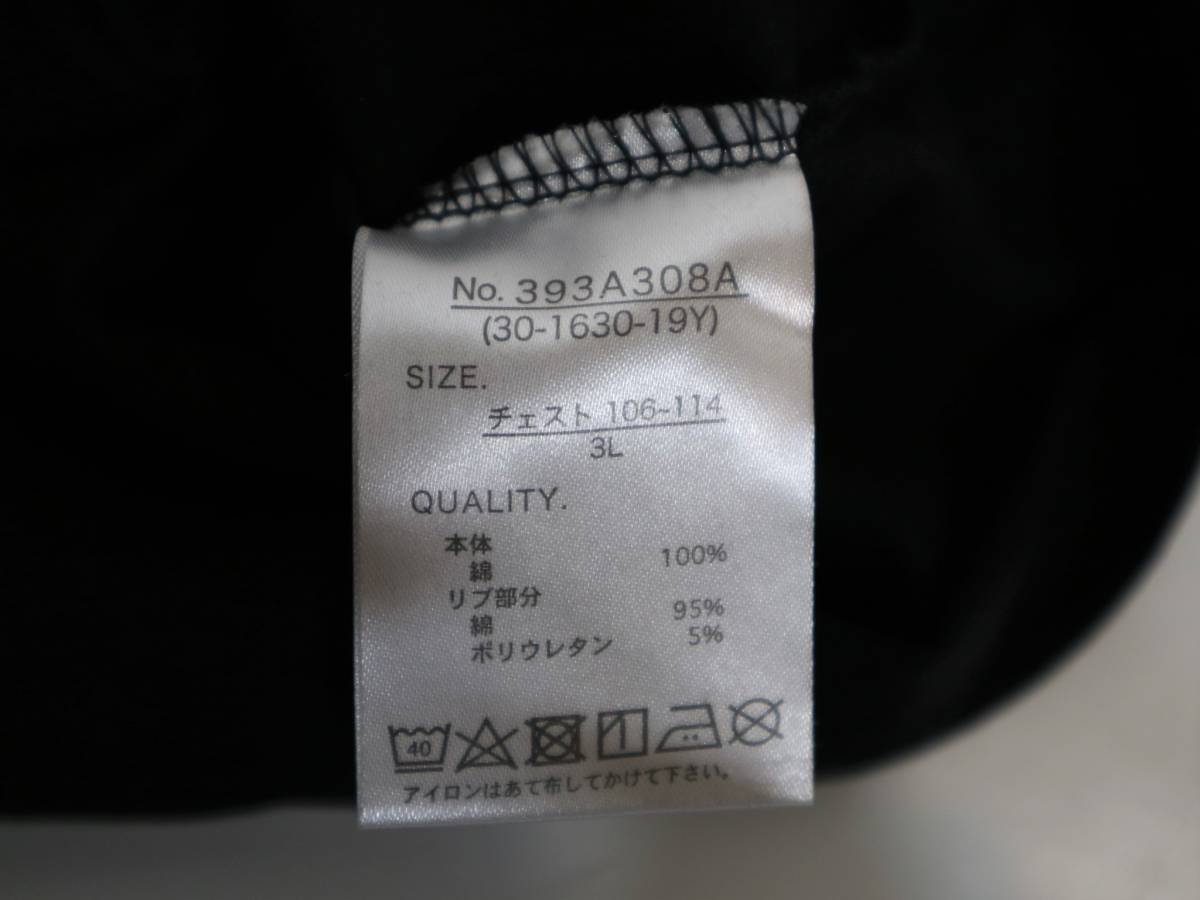 No. 393A308A
(30-1630-19Y)
SIZE.
チェスト 106~114
3L
QUALITY.
本体
綿 100%
リブ部分
綿 95%
ポリウレタン 5%
40
アイロンはあて布してかけて下さい。